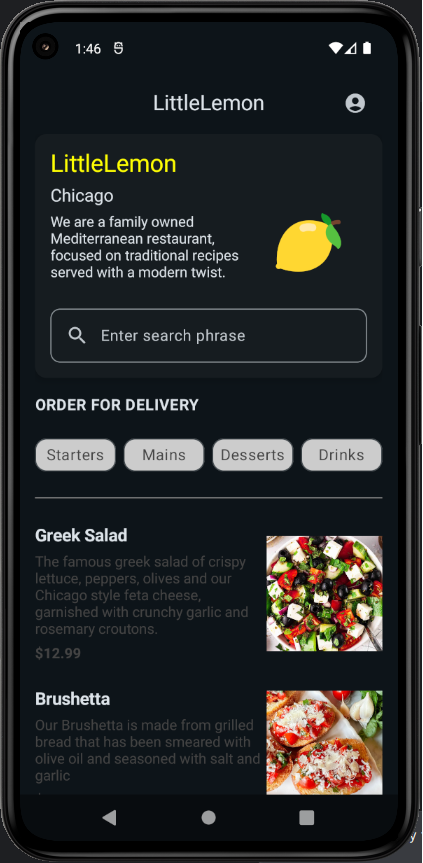 1:46
LittleLemon
LittleLemon
Chicago
We are a family owned
Mediterranean restaurant,
focused on traditional recipes
served with a modern twist.
Enter search phrase
ORDER FOR DELIVERY
Starters Mains Desserts Drinks
Greek Salad
The famous greek salad of crispy
lettuce, peppers, olives and our
Chicago style feta cheese,
garnished with crunchy garlic and
rosemary croutons.
$12.99
Brushetta
Our Brushetta is made from grilled
bread that has been smeared with
olive oil and seasoned with salt and
garlic